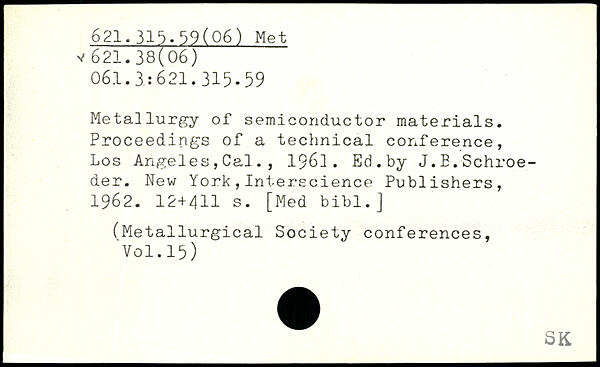 621.315.59(06) Met
✓621.38(06)
061.3:621.315.59
Metallurgy of semiconductor materials.
Proceedings of a technical conference,
Los Angeles,Cal., 1961. Ed.by J.B.Schroe-
der. New York,Interscience Publishers,
1962. 12+411 s. [Med bibl.]
(Metallurgical Society conferences,
Vol.15)
SK